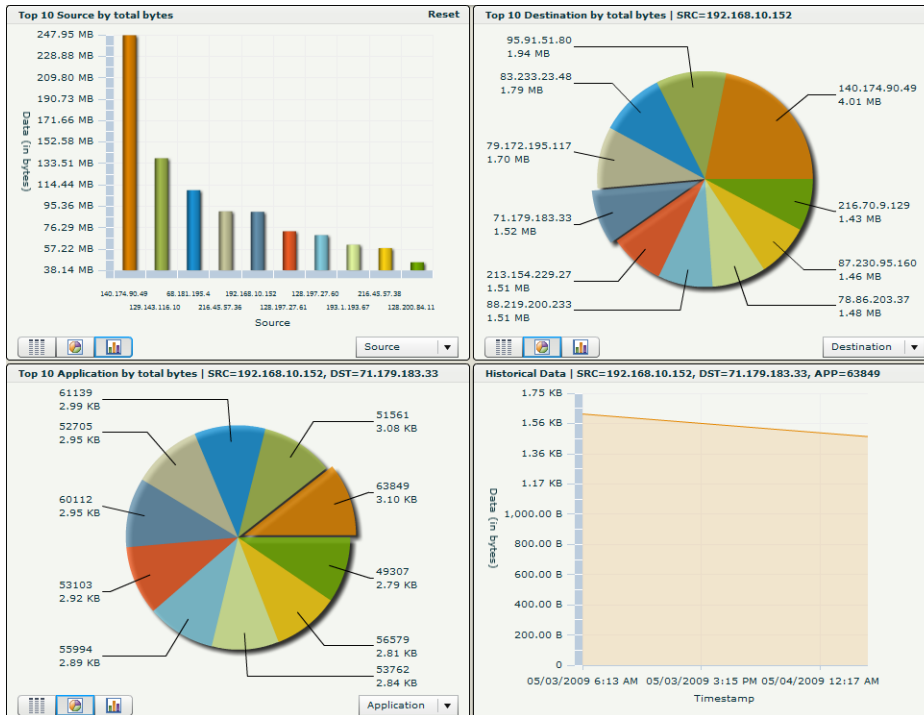 Top 10 Source by total bytes
Reset
247.95 MB
228.88 MB
209.80 MB
190.73 MB
171.66 MB
152.58 MB
133.51 MB
114.44 MB
95.36 MB
76.29 MB
57.22 MB
38.14 MB
Data (in bytes)
140.174.90.49
68.181.195.4
192.168.10.152
128.197.27.60
216.45.57.38
129.143.116.10
216.45.57.36
128.197.27.61
193.1.193.67
128.200.84.11
Source
Source
Top 10 Destination by total bytes | SRC=192.168.10.152
95.91.51.80
1.94 MB
83.233.23.48
1.79 MB
79.172.195.117
1.70 MB
71.179.183.33
1.52 MB
213.154.229.27
1.51 MB
88.219.200.233
1.51 MB
140.174.90.49
4.01 MB
216.70.9.129
1.43 MB
87.230.95.160
1.46 MB
78.86.203.37
1.48 MB
Destination
Top 10 Application by total bytes | SRC=192.168.10.152, DST=71.179.183.33
61139
2.99 KB
52705
2.95 KB
60112
2.95 KB
53103
2.92 KB
55994
2.89 KB
51561
3.08 KB
63849
3.10 KB
49307
2.79 KB
56579
2.81 KB
53762
2.84 KB
Application
Historical Data | SRC=192.168.10.152, DST=71.179.183.33, APP=63849
1.75 KB
1.56 KB
1.36 KB
1.17 KB
1,000.00 B
800.00 B
600.00 B
400.00 B
200.00 B
0
Data (in bytes)
05/03/2009 6:13 AM
05/03/2009 3:15 PM
05/04/2009 12:17 AM
Timestamp